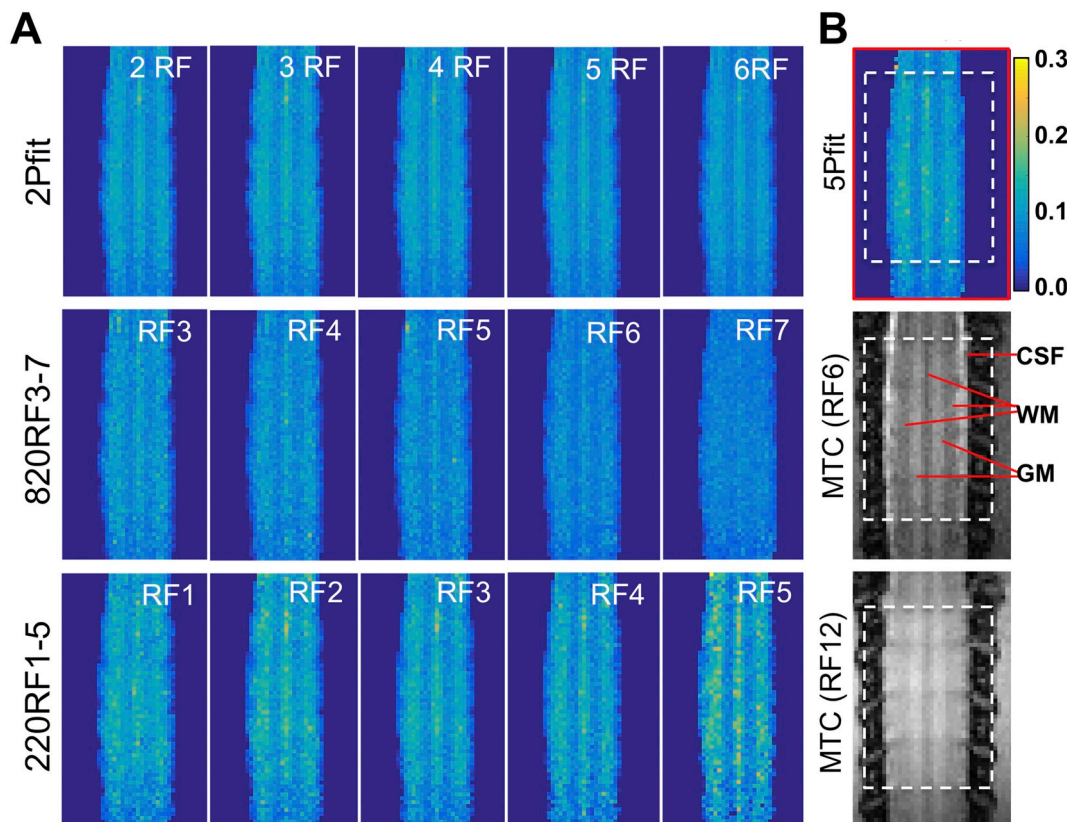 A
B
2Pfit
2 RF
3 RF
4 RF
5 RF
6RF
5Pfit
0.3
0.2
0.1
0.0
820RF3-7
RF3
RF4
RF5
RF6
RF7
MTC (RF6)
CSF
WM
GM
220RF1-5
RF1
RF2
RF3
RF4
RF5
MTC (RF12)